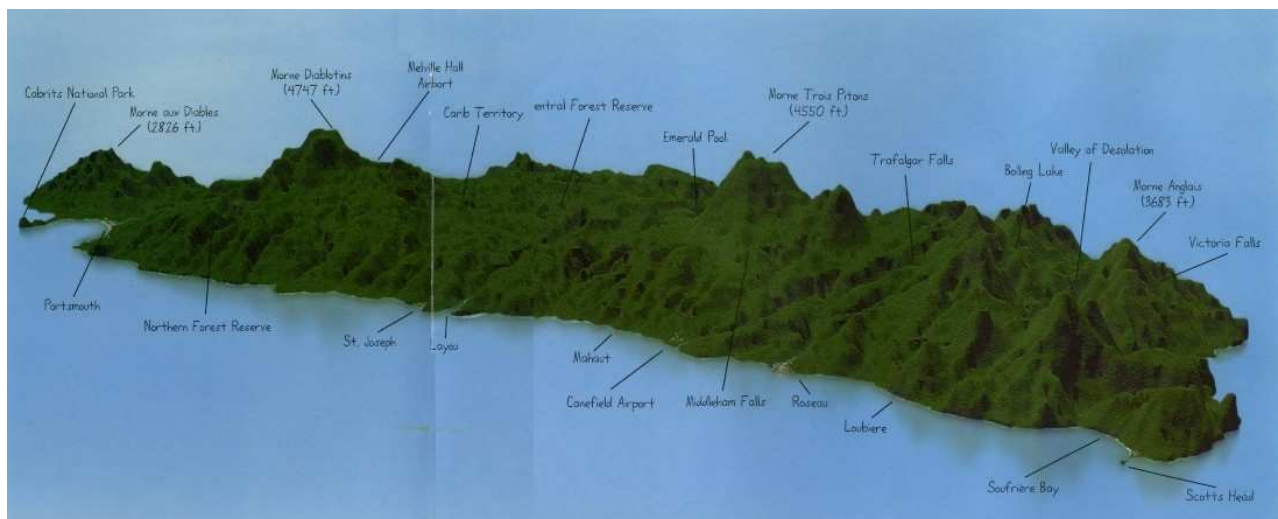 Cabrits National Park
Morne aux Diables
(2826 ft.)
Morne Diablotins
(4747 ft.)
Melville Hall
Airport
Carib Territory
entral Forest Reserve
Emerald Pool
Morne Trois Pitons
(4550 ft.)
Trafalgar Falls
Valley of Desolation
Boiling Lake
Morne Anglais
(3683 ft.)
Victoria Falls
Portsmouth
Northern Forest Reserve
St. Joseph
Layou
Mahaut
Canefield Airport
Middleham Falls
Roseau
Loubiere
Soufrière Bay
Scotts Head